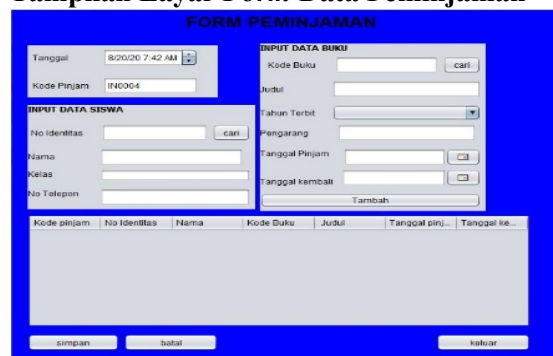 Tampilan Layar Form Data Peminjaman
FORM PEMINJAMAN
Tanggal 8/20/20 7:42 AM
Kode Pinjam IN0004
INPUT DATA SISWA
No Identitas cari
Nama
Kelas
No Telepon
INPUT DATA BUKU
Kode Buku cari
Judul
Tahun Terbit
Pengarang
Tanggal Pinjam
Tanggal kembali
Tambah
Kode pinjam No Identitas Nama Kode Buku Judul Tanggal pinj... Tanggal ke...
simpan batal keluar